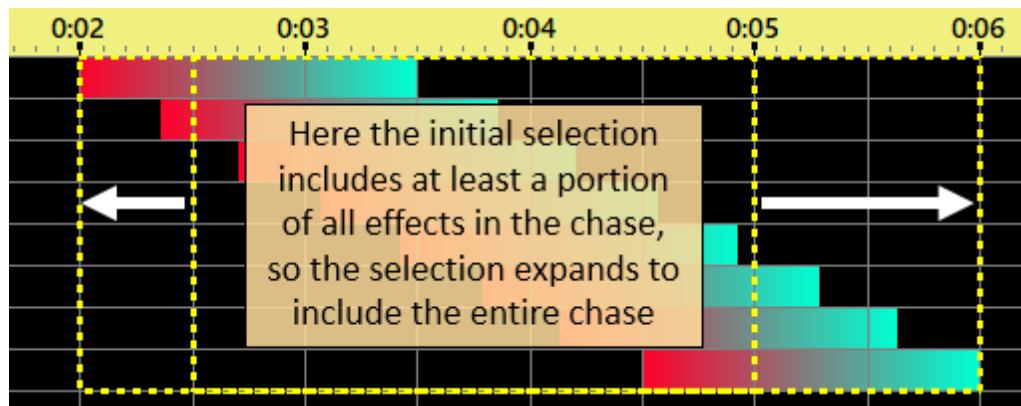 0:02 0:03 0:04 0:05 0:06
Here the initial selection
includes at least a portion
of all effects in the chase,
so the selection expands to
include the entire chase